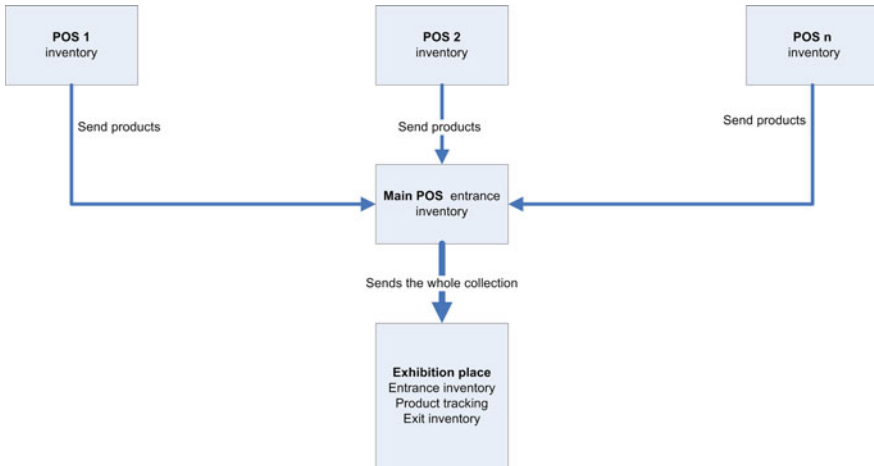 POS 1
inventory
POS 2
inventory
POS n
inventory
Send products
Send products
Send products
Main POS entrance
inventory
Sends the whole collection
Exhibition place
Entrance inventory
Product tracking
Exit inventory